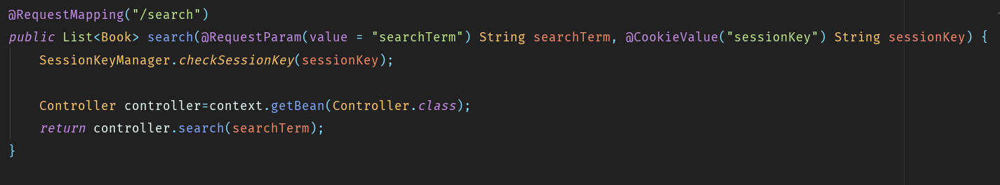 @RequestMapping("/search")
public List<Book> search(@RequestParam(value = "searchTerm") String searchTerm, @CookieValue("sessionKey") String sessionKey) {
    SessionKeyManager.checkSessionKey(sessionKey);

    Controller controller=context.getBean(Controller.class);
    return controller.search(searchTerm);
}